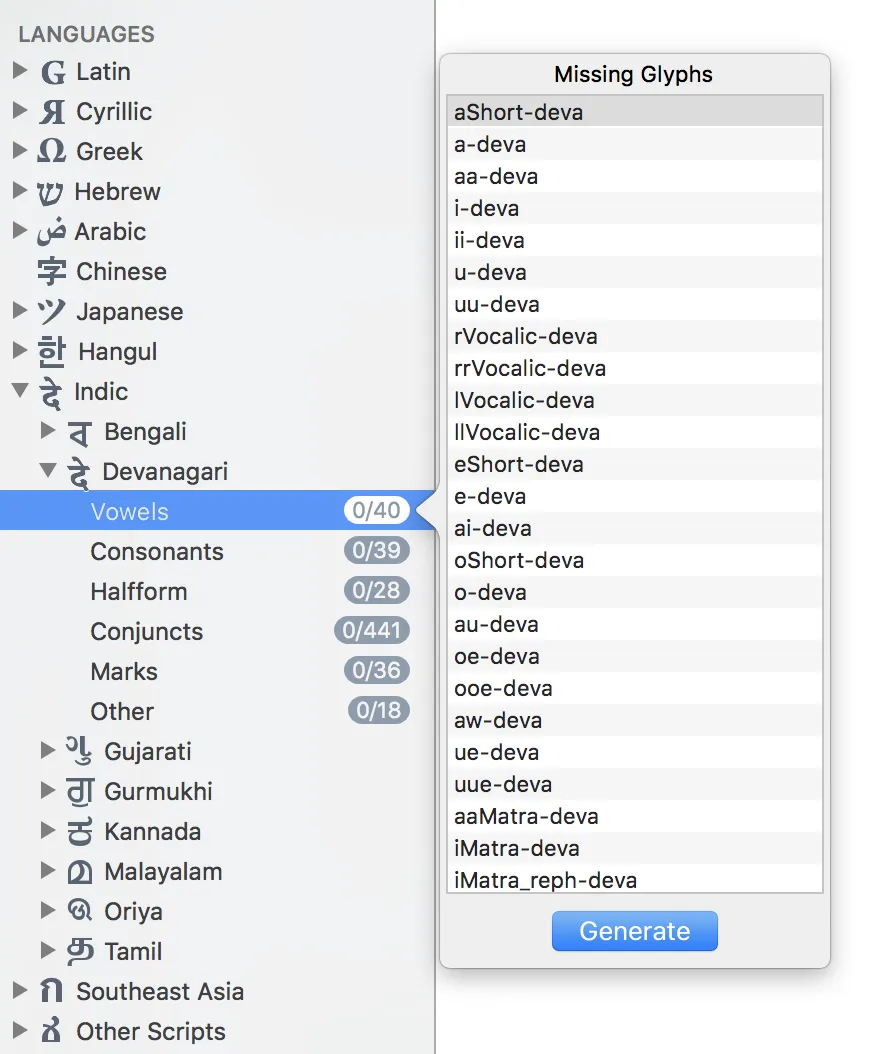 LANGUAGES
G Latin
Я Cyrillic
Ω Greek
ש Hebrew
ض Arabic
字 Chinese
ツ Japanese
한 Hangul
दे Indic
ব Bengali
दे Devanagari
Vowels 0/40
Consonants 0/39
Halfform 0/28
Conjuncts 0/441
Marks 0/36
Other 0/18
Gujarati
ਗੁ Gurmukhi
ಕ Kannada
മ Malayalam
Oriya
த Tamil
ก Southeast Asia
Other Scripts
Missing Glyphs
aShort-deva
a-deva
aa-deva
i-deva
ii-deva
u-deva
uu-deva
rVocalic-deva
rrVocalic-deva
lVocalic-deva
llVocalic-deva
eShort-deva
e-deva
ai-deva
oShort-deva
o-deva
au-deva
oe-deva
ooe-deva
aw-deva
ue-deva
uue-deva
aaMatra-deva
iMatra-deva
iMatra_reph-deva
Generate